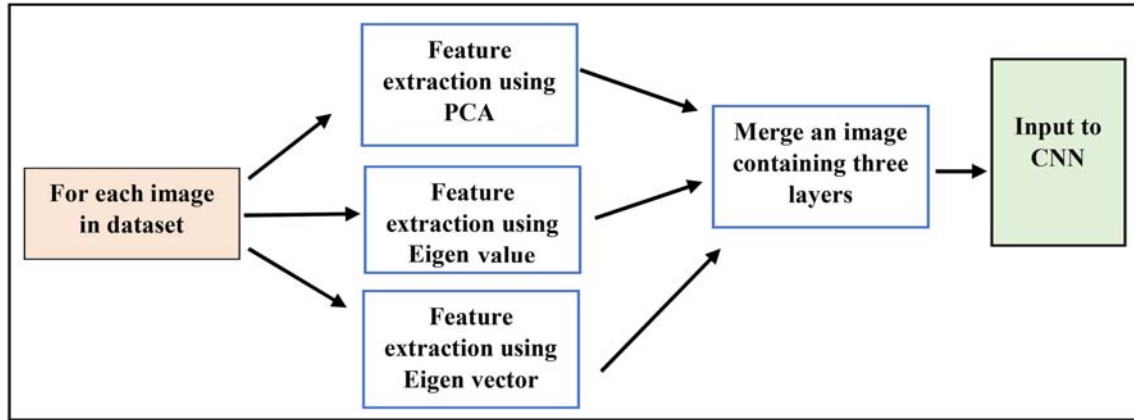 For each image
in dataset
Feature
extraction using
PCA
Feature
extraction using
Eigen value
Feature
extraction using
Eigen vector
Merge an image
containing three
layers
Input to
CNN